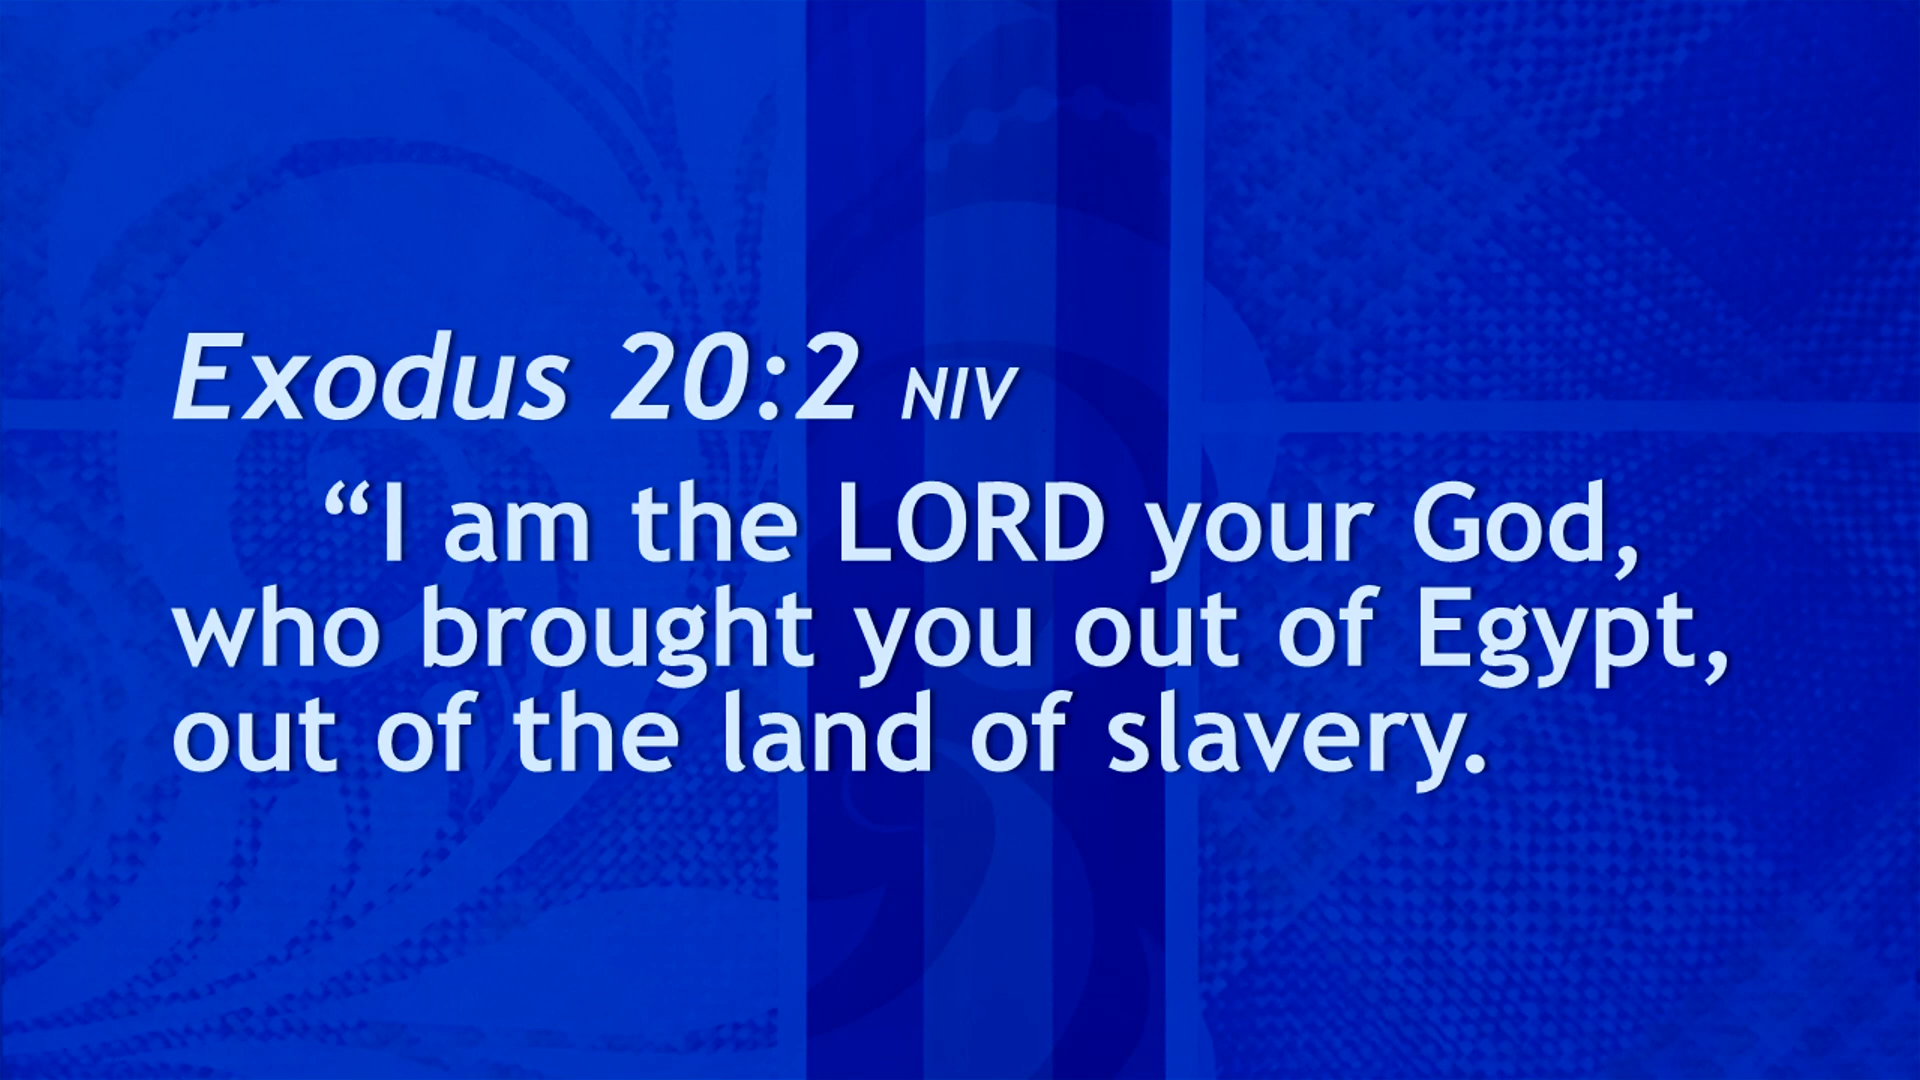 Exodus 20:2 NIV
“I am the LORD your God,
who brought you out of Egypt,
out of the land of slavery.